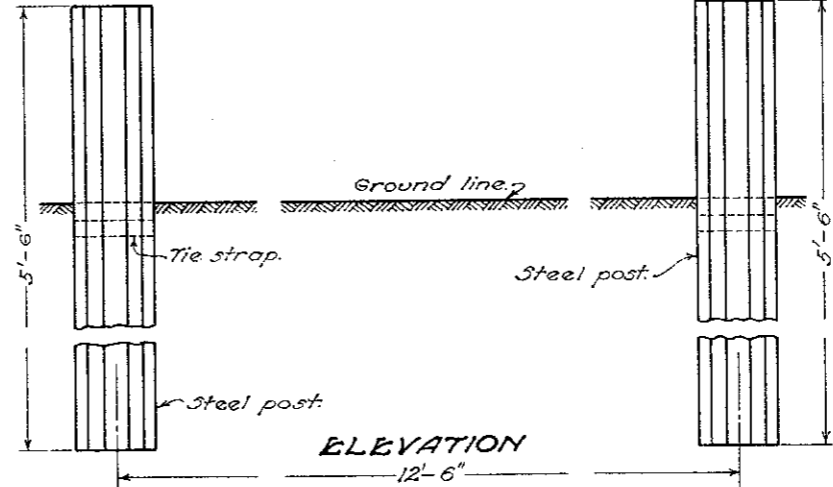 Ground line.
5'-6"
Tie strap.
Steel post.
5'-6"
Steel post.
ELEVATION
12'-6"